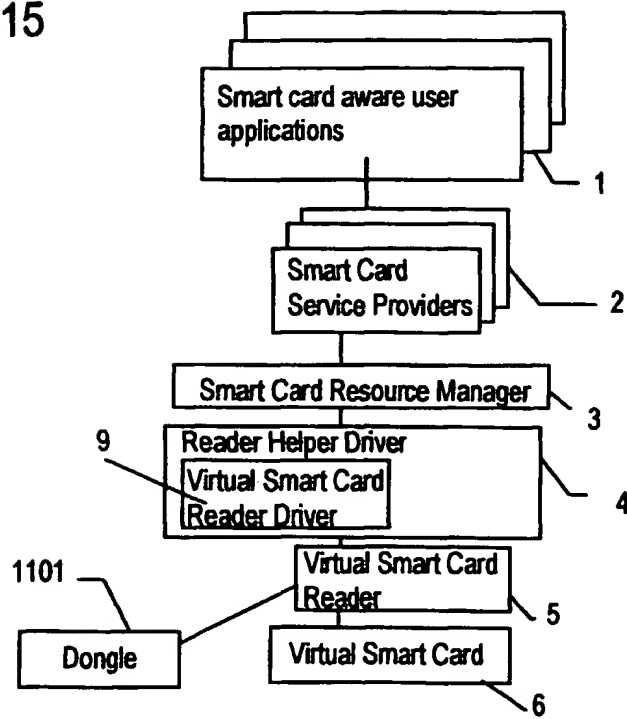 15
Smart card aware user
applications
1
Smart Card
Service Providers
2
Smart Card Resource Manager
3
9
Reader Helper Driver
Virtual Smart Card
Reader Driver
4
1101
Virtual Smart Card
Reader
5
Dongle
Virtual Smart Card
6